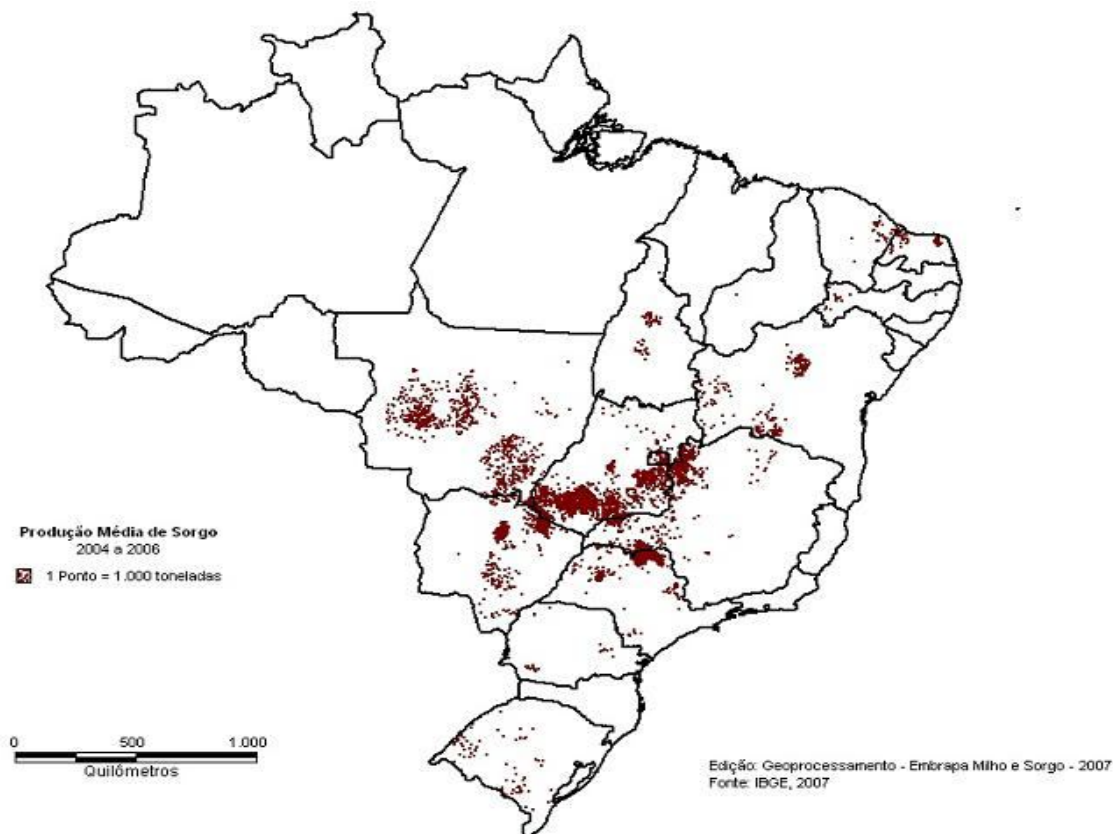 Produção Média de Sorgo
2004 a 2006
1 Ponto = 1.000 toneladas
0 500 1.000
Quilômetros
Edição: Geoprocessamento - Embrapa Milho e Sorgo - 2007
Fonte: IBGE, 2007